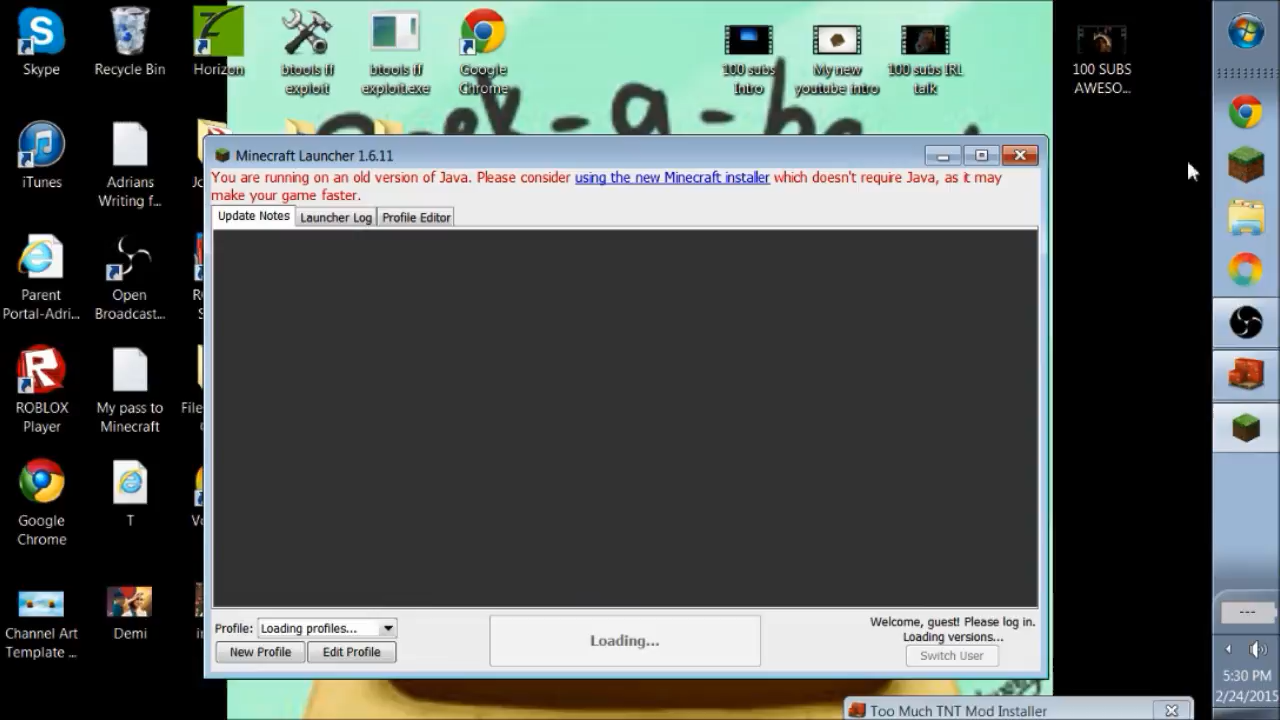 Skype
Recycle Bin
Horizon
btools ff
exploit
btools ff
exploit.exe
Google
Chrome
100 subs
Intro
My new
youtube intro
100 subs IRL
talk
100 SUBS
AWESO...
iTunes
Adrians
Writing f...
Minecraft Launcher 1.6.11
You are running on an old version of Java. Please consider using the new Minecraft installer which doesn't require Java, as it may
make your game faster.
Update Notes
Launcher Log
Profile Editor
Parent
Portal-Adri...
Open
Broadcast...
ROBLOX
Player
My pass to
Minecraft
File
Google
Chrome
T
Channel Art
Template ...
Demi
Profile:
Loading profiles...
New Profile
Edit Profile
Loading...
Welcome, guest! Please log in.
Loading versions...
Switch User
---
5:30 PM
2/24/2015
Too Much TNT Mod Installer